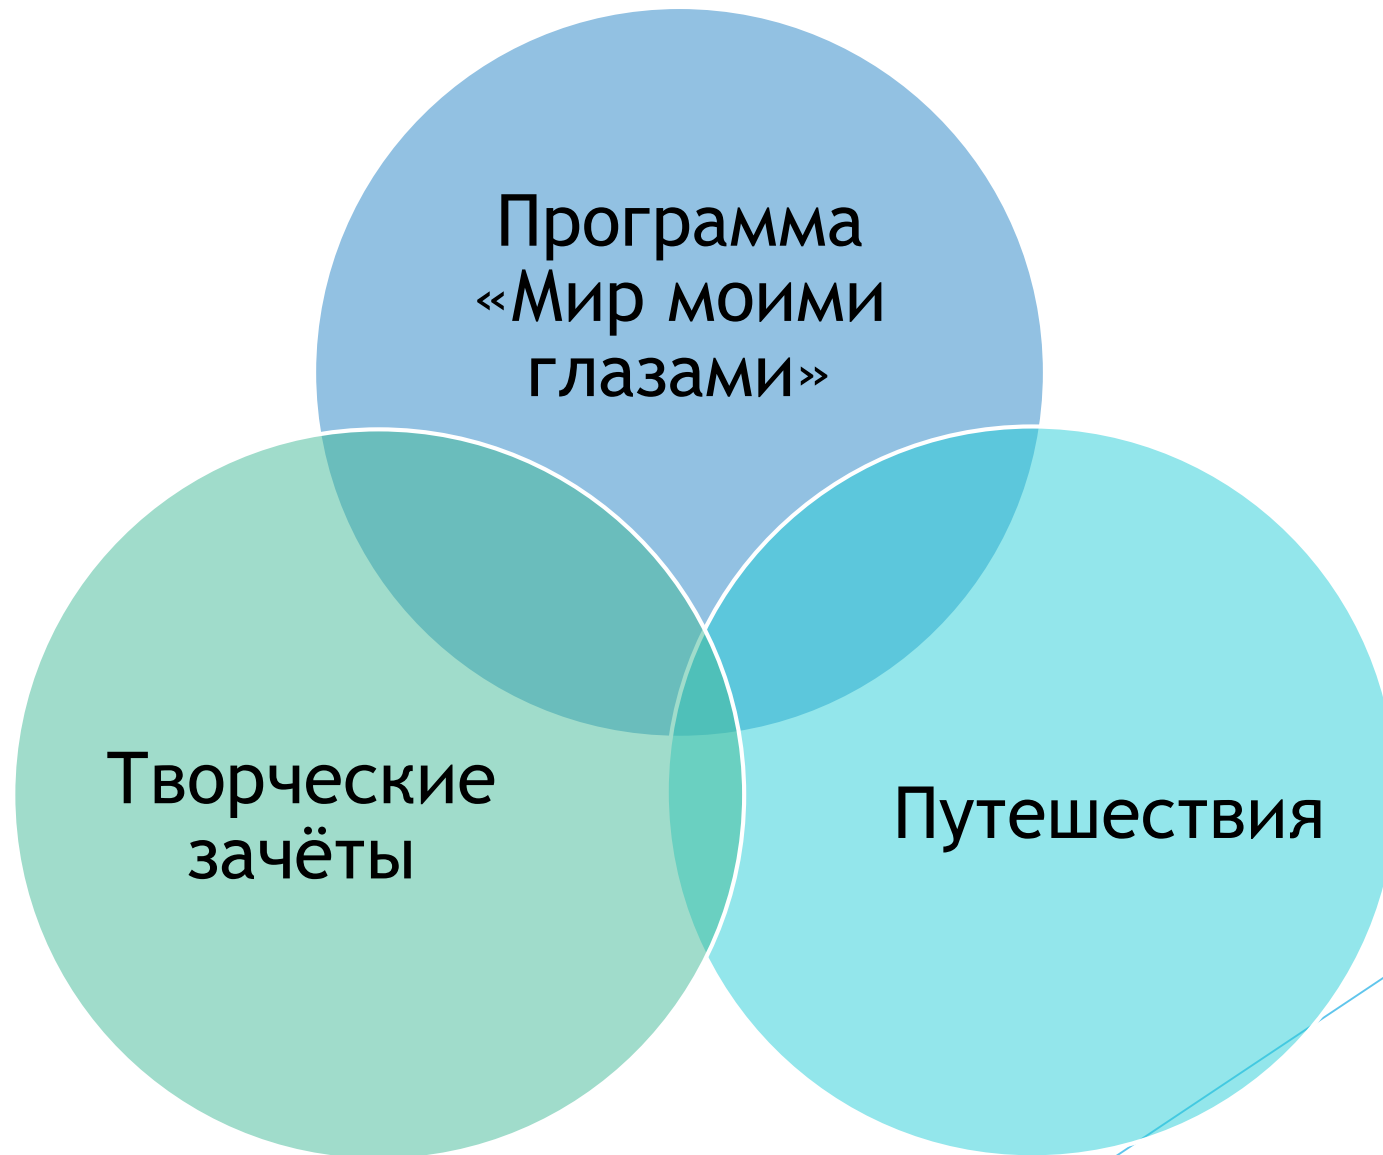 Программа
«Мир моими
глазами»
Творческие
зачёты
Путешествия